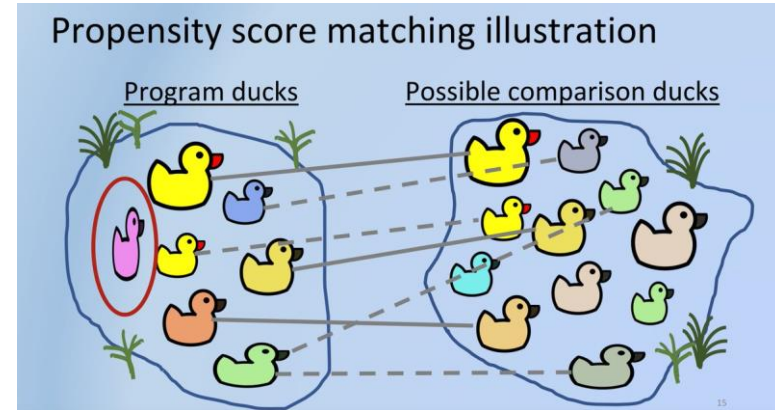 Propensity score matching illustration
Program ducks
Possible comparison ducks
15